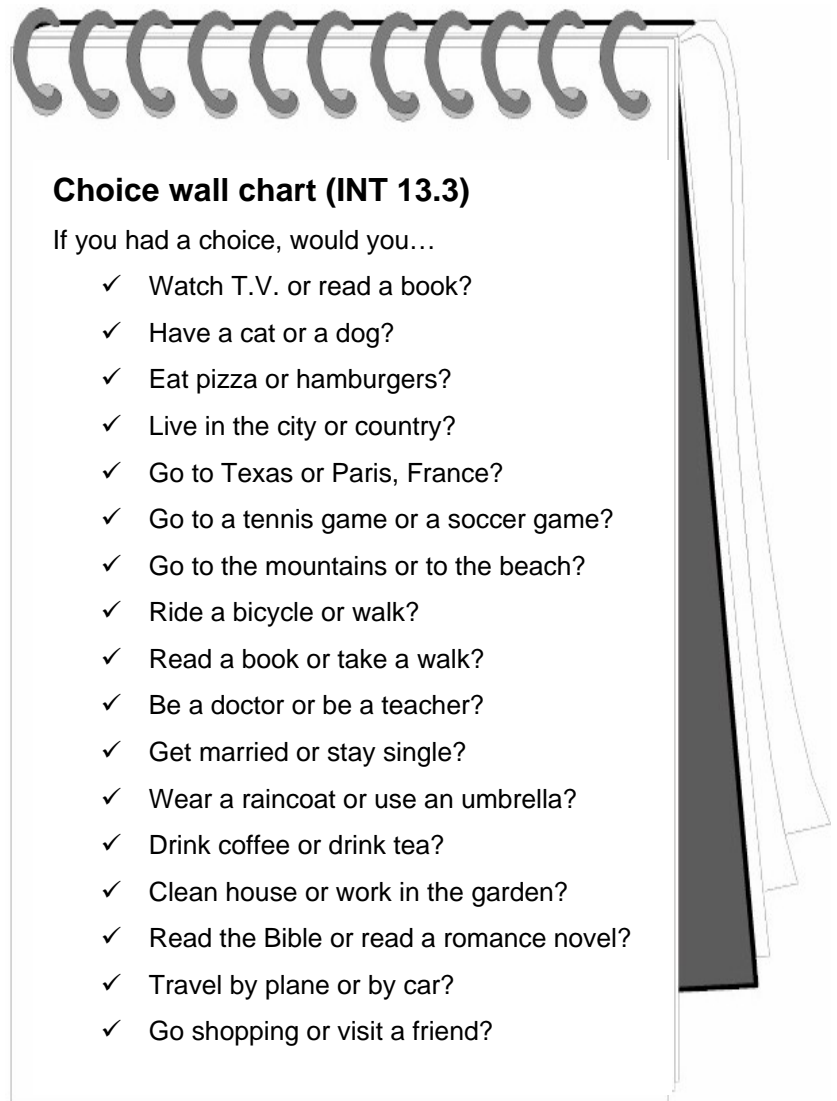 Choice wall chart (INT 13.3)
If you had a choice, would you…
✓ Watch T.V. or read a book?
✓ Have a cat or a dog?
✓ Eat pizza or hamburgers?
✓ Live in the city or country?
✓ Go to Texas or Paris, France?
✓ Go to a tennis game or a soccer game?
✓ Go to the mountains or to the beach?
✓ Ride a bicycle or walk?
✓ Read a book or take a walk?
✓ Be a doctor or be a teacher?
✓ Get married or stay single?
✓ Wear a raincoat or use an umbrella?
✓ Drink coffee or drink tea?
✓ Clean house or work in the garden?
✓ Read the Bible or read a romance novel?
✓ Travel by plane or by car?
✓ Go shopping or visit a friend?